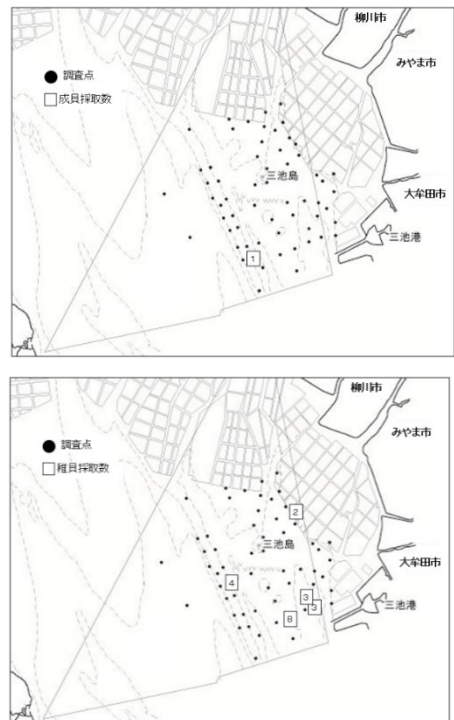 柳川市
みやま市
● 調査点
□成貝採取数
三池島
大牟田市
三池港
1
柳川市
みやま市
● 調査点
□稚貝採取数
2
三池島
大牟田市
4
3
3
三池港
8